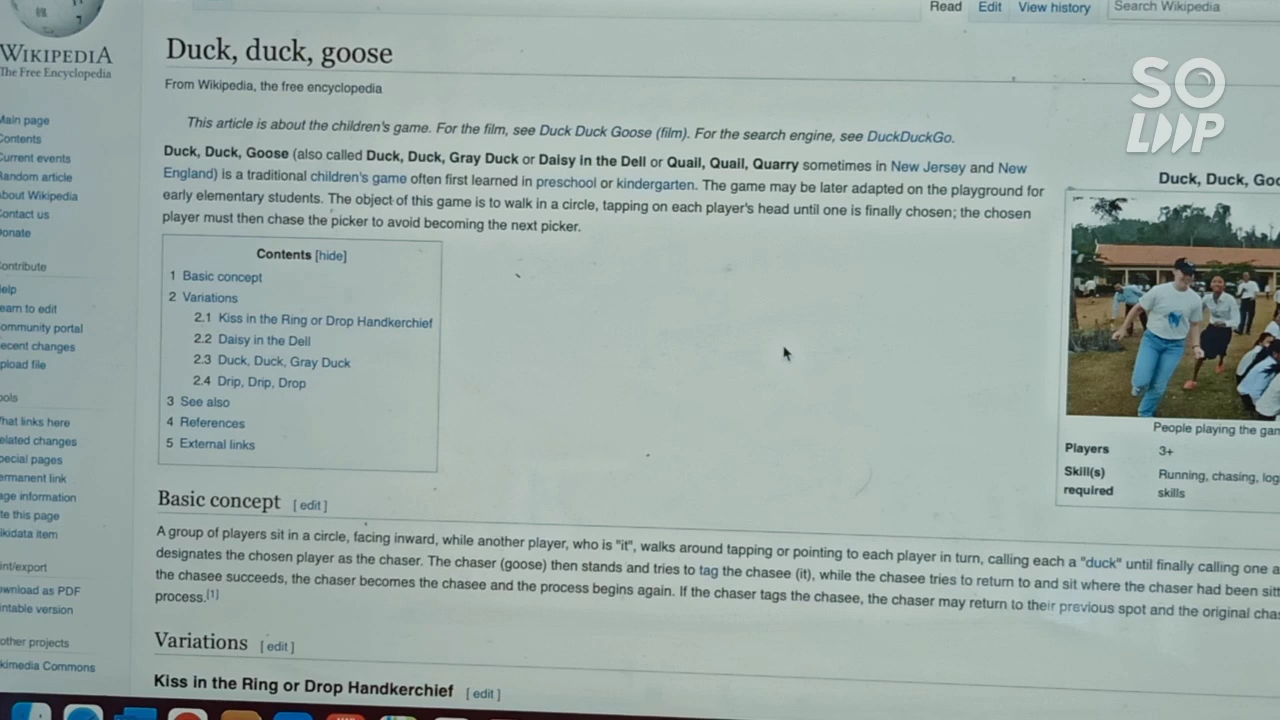 Read Edit View history Search Wikipedia
WIKIPEDIA
The Free Encyclopedia
Duck, duck, goose
From Wikipedia, the free encyclopedia
SO
LOOP
This article is about the children's game. For the film, see Duck Duck Goose (film). For the search engine, see DuckDuckGo.
Duck, Duck, Goose (also called Duck, Duck, Gray Duck or Daisy in the Dell or Quail, Quail, Quarry sometimes in New Jersey and New
England) is a traditional children's game often first learned in preschool or kindergarten. The game may be later adapted on the playground for
early elementary students. The object of this game is to walk in a circle, tapping on each player's head until one is finally chosen; the chosen
player must then chase the picker to avoid becoming the next picker.
Main page
Contents
Current events
Random article
About Wikipedia
Contact us
Donate
Contribute
Help
Learn to edit
Community portal
Recent changes
Upload file
Tools
What links here
Related changes
Special pages
Permanent link
Page information
Cite this page
Wikidata item
Print/export
Download as PDF
Printable version
other projects
Wikimedia Commons
Contents [hide]
1 Basic concept
2 Variations
2.1 Kiss in the Ring or Drop Handkerchief
2.2 Daisy in the Dell
2.3 Duck, Duck, Gray Duck
2.4 Drip, Drip, Drop
3 See also
4 References
5 External links
Duck, Duck, Goo
People playing the gam
Players 3+
Skill(s) required Running, chasing, log
skills
Basic concept [ edit ]
A group of players sit in a circle, facing inward, while another player, who is "it", walks around tapping or pointing to each player in turn, calling each a "duck" until finally calling one a
designates the chosen player as the chaser. The chaser (goose) then stands and tries to tag the chasee (it), while the chasee tries to return to and sit where the chaser had been sitt
the chasee succeeds, the chaser becomes the chasee and the process begins again. If the chaser tags the chasee, the chaser may return to their previous spot and the original chas
process.[1]
Variations [ edit ]
Kiss in the Ring or Drop Handkerchief [ edit ]